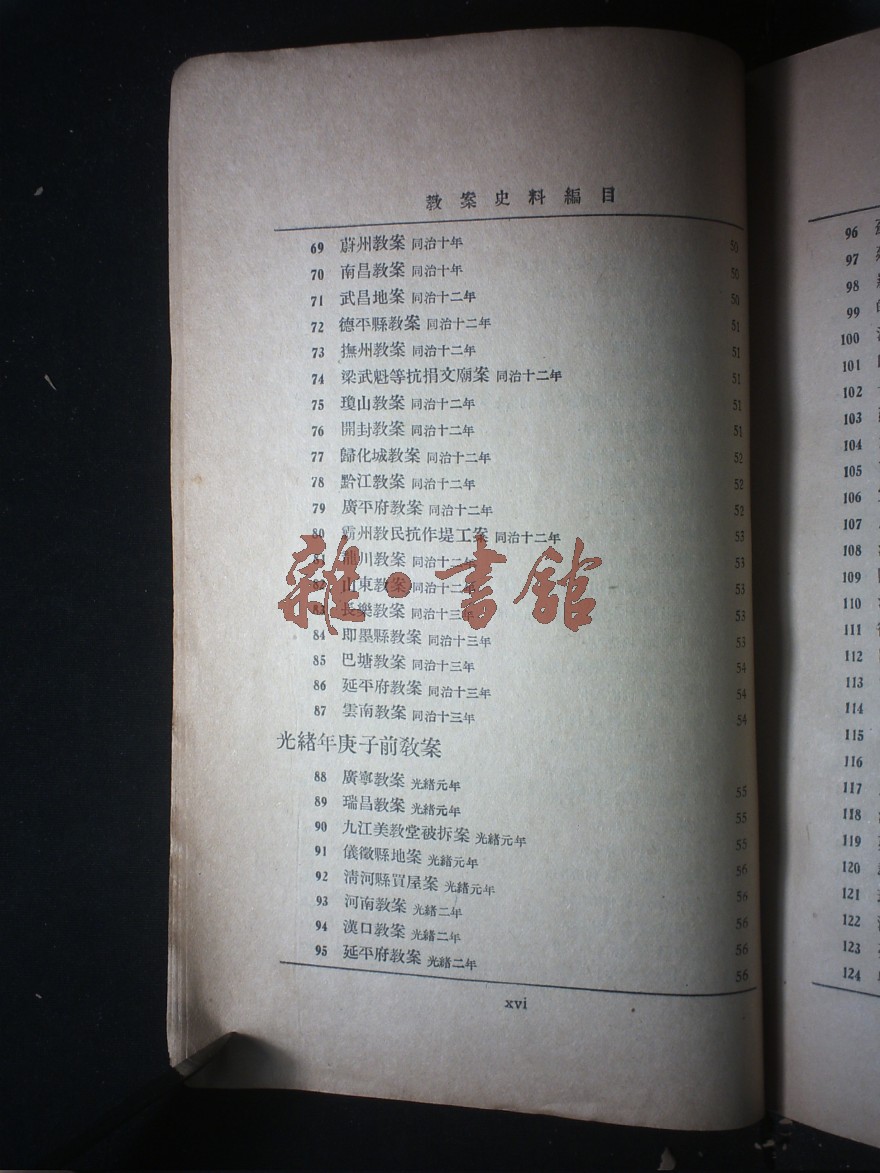 教案史料編目
69 蔚州教案 同治十年 50
70 南昌教案 同治十年 50
71 武昌地案 同治十二年 50
72 德平縣教案 同治十二年 51
73 撫州教案 同治十二年 51
74 梁武魁等抗捐文廟案 同治十二年 51
75 瓊山教案 同治十二年 51
76 開封教案 同治十二年 51
77 歸化城教案 同治十二年 52
78 黔江教案 同治十二年 52
79 廣平府教案 同治十二年 52
80 霸州教民抗作堤工案 同治十二年 53
81 川教案 同治十二年 53
82 山東教案 同治十二年 53
83 長樂教案 同治十三年 53
84 即墨縣教案 同治十三年 53
85 巴塘教案 同治十三年 54
86 延平府教案 同治十三年 54
87 雲南教案 同治十三年 54
光緒年庚子前教案
88 廣寧教案 光緒元年 55
89 瑞昌教案 光緒元年 55
90 九江美教堂被拆案 光緒元年 55
91 儀徵縣地案 光緒元年 56
92 清河縣買屋案 光緒元年 56
93 河南教案 光緒二年 56
94 漢口教案 光緒二年 56
95 延平府教案 光緒二年 56
xvi
雜·書館
96
97
98
99
100
101
102
103
104
105
106
107
108
109
110
111
112
113
114
115
116
117
118
119
120
121
122
123
124